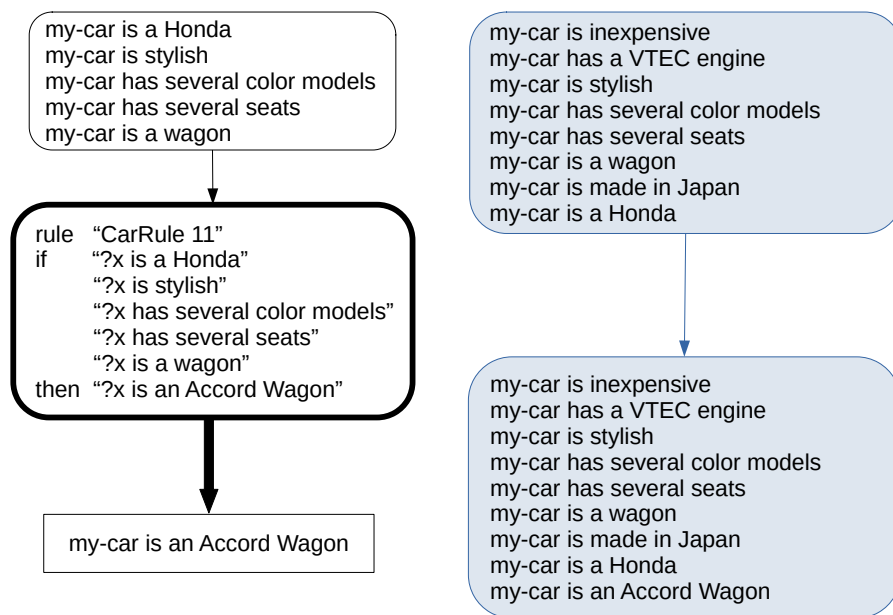 my-car is a Honda
my-car is stylish
my-car has several color models
my-car has several seats
my-car is a wagon
rule “CarRule 11”
if “?x is a Honda”
“?x is stylish”
“?x has several color models”
“?x has several seats”
“?x is a wagon”
then “?x is an Accord Wagon”
my-car is an Accord Wagon
my-car is inexpensive
my-car has a VTEC engine
my-car is stylish
my-car has several color models
my-car has several seats
my-car is a wagon
my-car is made in Japan
my-car is a Honda
my-car is inexpensive
my-car has a VTEC engine
my-car is stylish
my-car has several color models
my-car has several seats
my-car is a wagon
my-car is made in Japan
my-car is a Honda
my-car is an Accord Wagon